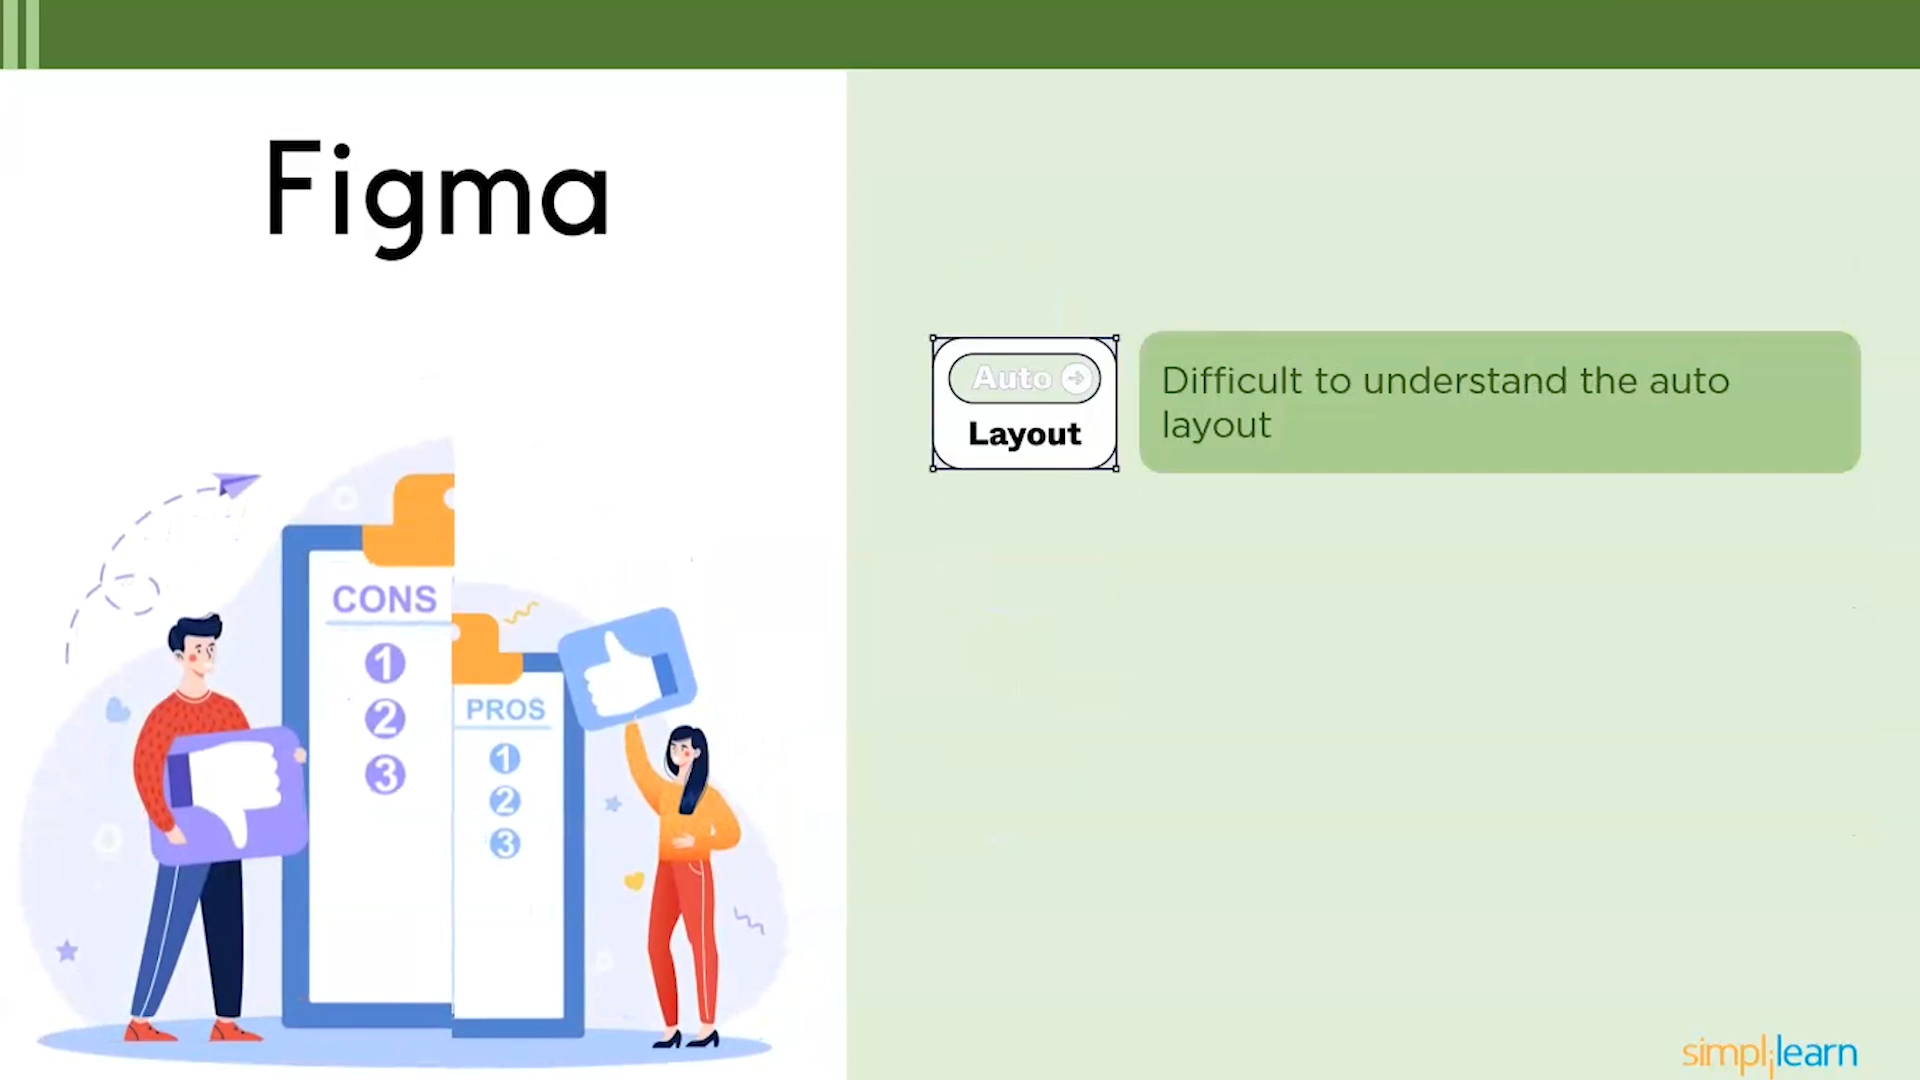 Figma
Auto
Layout
Difficult to understand the auto
layout
CONS
1
2
3
PROS
1
2
3
simplilearn